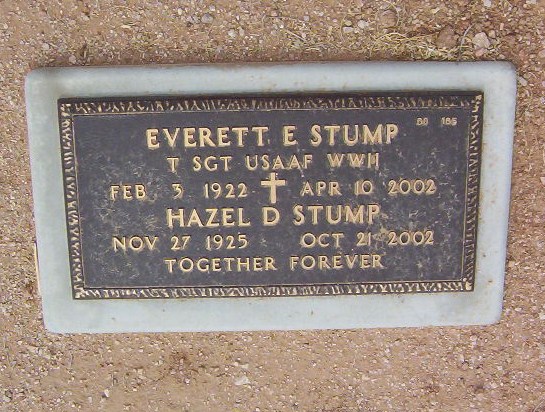 EVERETT E STUMP
T SGT USAAF WWII
FEB 3 1922 ✝ APR 10 2002
HAZEL D STUMP
NOV 27 1925 OCT 21 2002
TOGETHER FOREVER